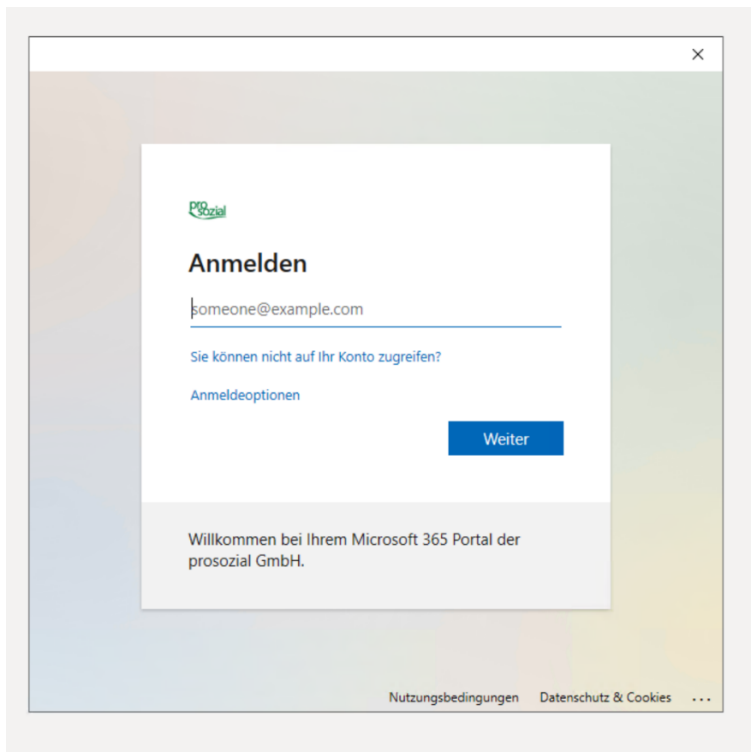 pro
sozial
Anmelden
someone@example.com
Sie können nicht auf Ihr Konto zugreifen?
Anmeldeoptionen
Weiter
Willkommen bei Ihrem Microsoft 365 Portal der
prosozial GmbH.
Nutzungsbedingungen Datenschutz & Cookies ...